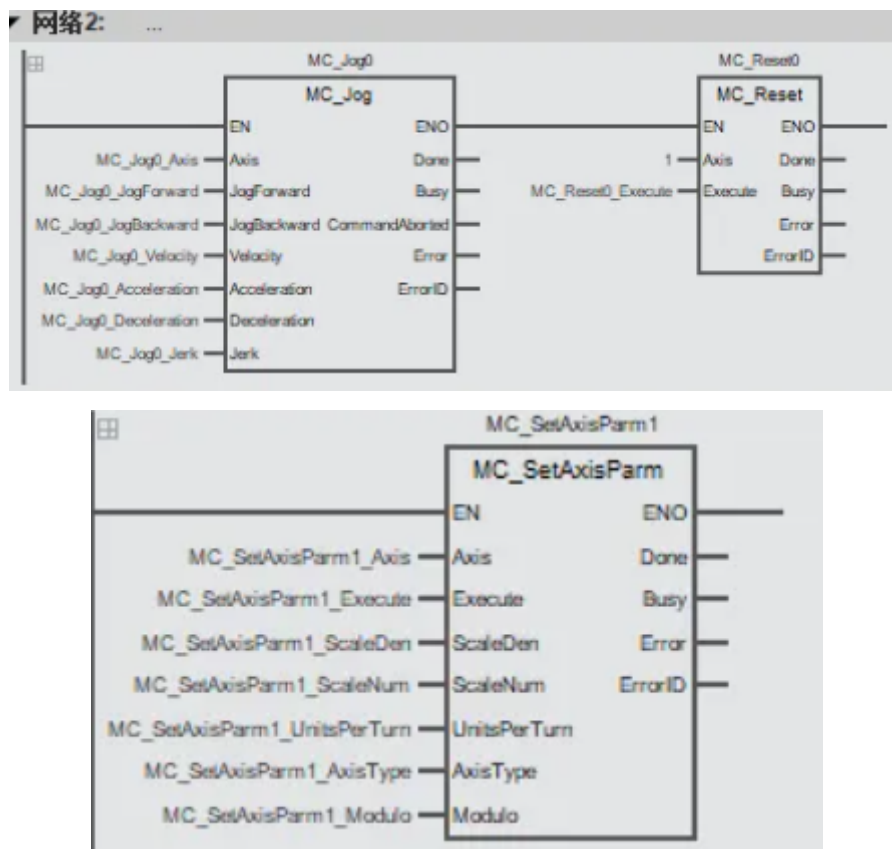 网络2: ...
MC_Jog0 MC_Reset0
MC_Jog MC_Reset
EN ENO EN ENO
MC_Jog0_Axis Axis Done 1 Axis Done
MC_Jog0_JogForward JogForward Busy MC_Reset0_Execute Execute Busy
MC_Jog0_JogBackward JogBackward CommandAborted Error
MC_Jog0_Velocity Velocity Error ErrorID
MC_Jog0_Acceleration Acceleration ErrorID
MC_Jog0_Deceleration Deceleration
MC_Jog0_Jerk Jerk
MC_SetAxisParm1
MC_SetAxisParm
EN ENO
MC_SetAxisParm1_Axis Axis Done
MC_SetAxisParm1_Execute Execute Busy
MC_SetAxisParm1_ScaleDen ScaleDen Error
MC_SetAxisParm1_ScaleNum ScaleNum ErrorID
MC_SetAxisParm1_UnitsPerTurn UnitsPerTurn
MC_SetAxisParm1_AxisType AxisType
MC_SetAxisParm1_Modulo Modulo